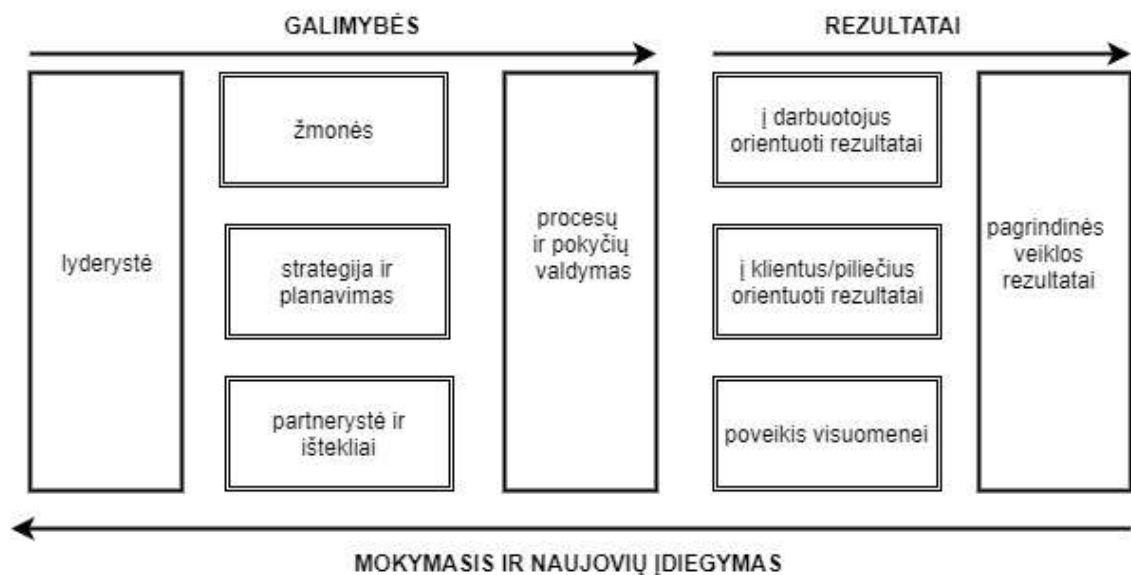 GALIMYBĖS
REZULTATAI
lyderystė
žmonės
strategija ir
planavimas
partnerystė ir
ištekliai
procesų
ir pokyčių
valdymas
į darbuotojus
orientuoti rezultatai
į klientus/piliečius
orientuoti rezultatai
poveikis visuomenei
pagrindinės
veiklos
rezultatai
MOKYMASIS IR NAUJOVIŲ ĮDIEGYMAS